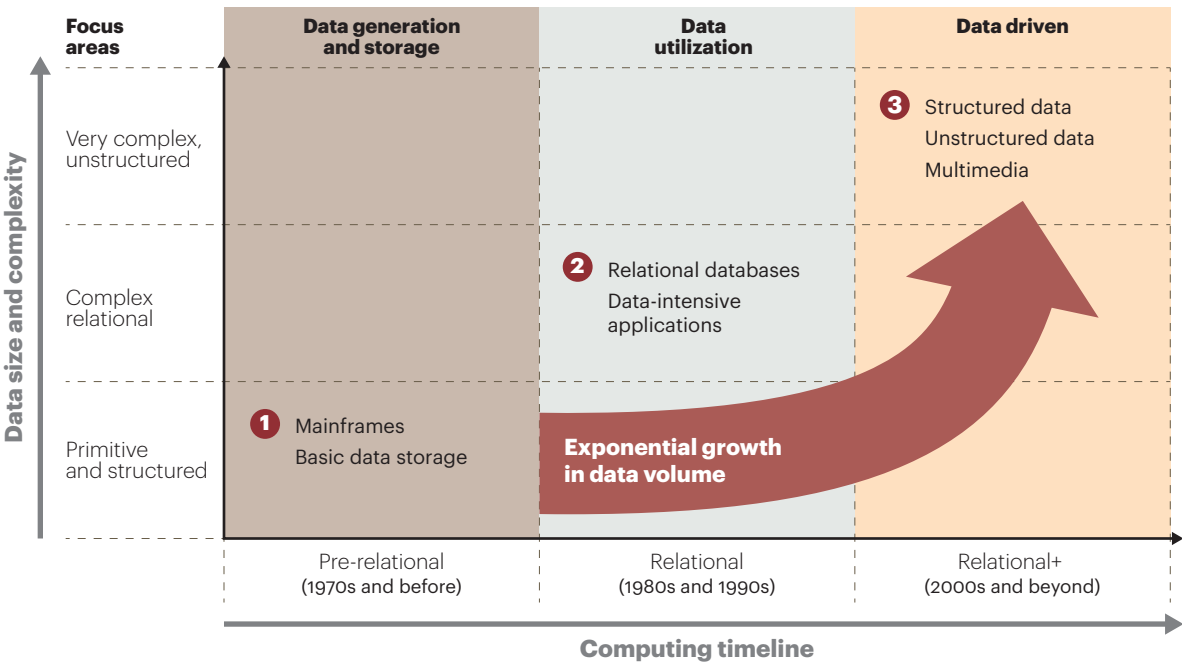 Focus
areas
Data generation
and storage
Data
utilization
Data driven
Data size and complexity
Very complex,
unstructured
3
Structured data
Unstructured data
Multimedia
Complex
relational
2
Relational databases
Data-intensive
applications
Primitive
and structured
1
Mainframes
Basic data storage
Exponential growth
in data volume
Pre-relational
(1970s and before)
Relational
(1980s and 1990s)
Relational+
(2000s and beyond)
Computing timeline